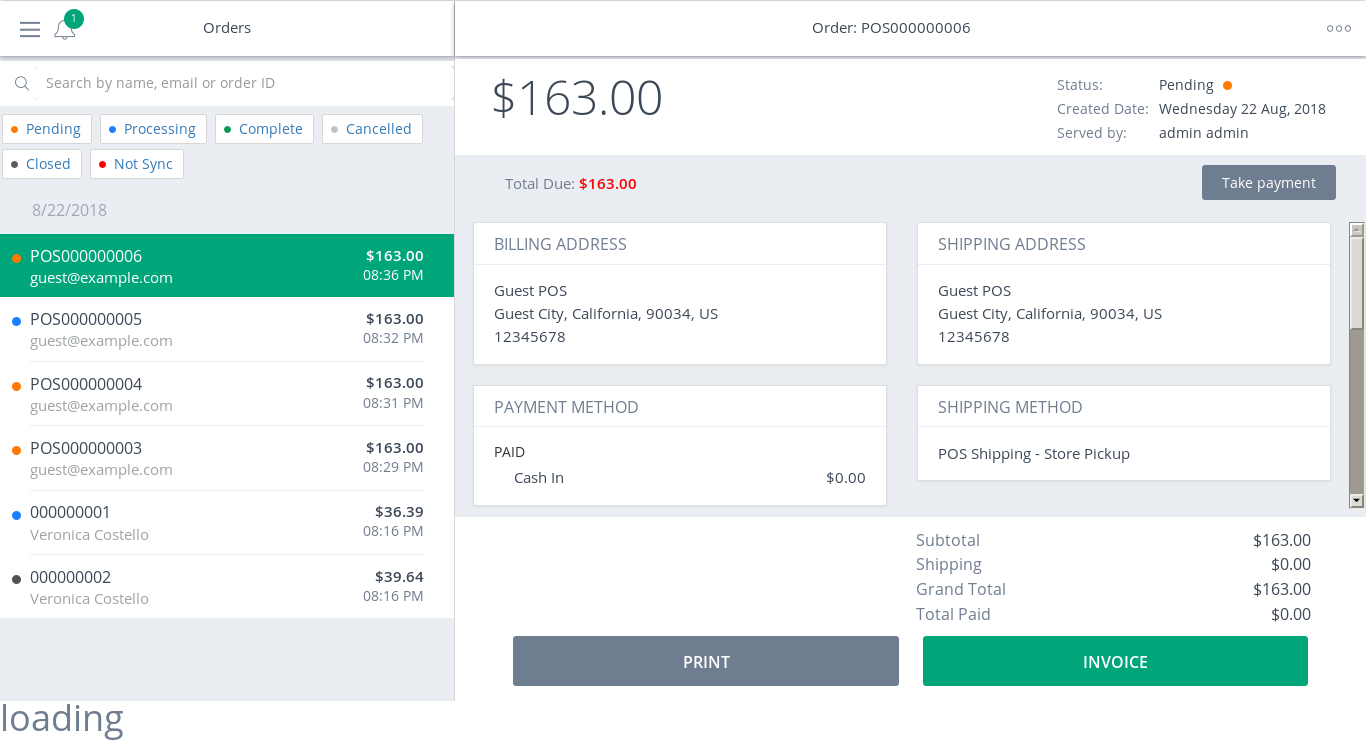 1
Orders
Search by name, email or order ID
Pending Processing Complete Cancelled
Closed Not Sync
8/22/2018
POS000000006 $163.00
guest@example.com 08:36 PM
POS000000005 $163.00
guest@example.com 08:32 PM
POS000000004 $163.00
guest@example.com 08:31 PM
POS000000003 $163.00
guest@example.com 08:29 PM
000000001 $36.39
Veronica Costello 08:16 PM
000000002 $39.64
Veronica Costello 08:16 PM
Order: POS000000006
$163.00
Status: Pending
Created Date: Wednesday 22 Aug, 2018
Served by: admin admin
Total Due: $163.00
Take payment
BILLING ADDRESS
Guest POS
Guest City, California, 90034, US
12345678
SHIPPING ADDRESS
Guest POS
Guest City, California, 90034, US
12345678
PAYMENT METHOD
PAID
Cash In $0.00
SHIPPING METHOD
POS Shipping - Store Pickup
Subtotal $163.00
Shipping $0.00
Grand Total $163.00
Total Paid $0.00
PRINT
INVOICE
loading